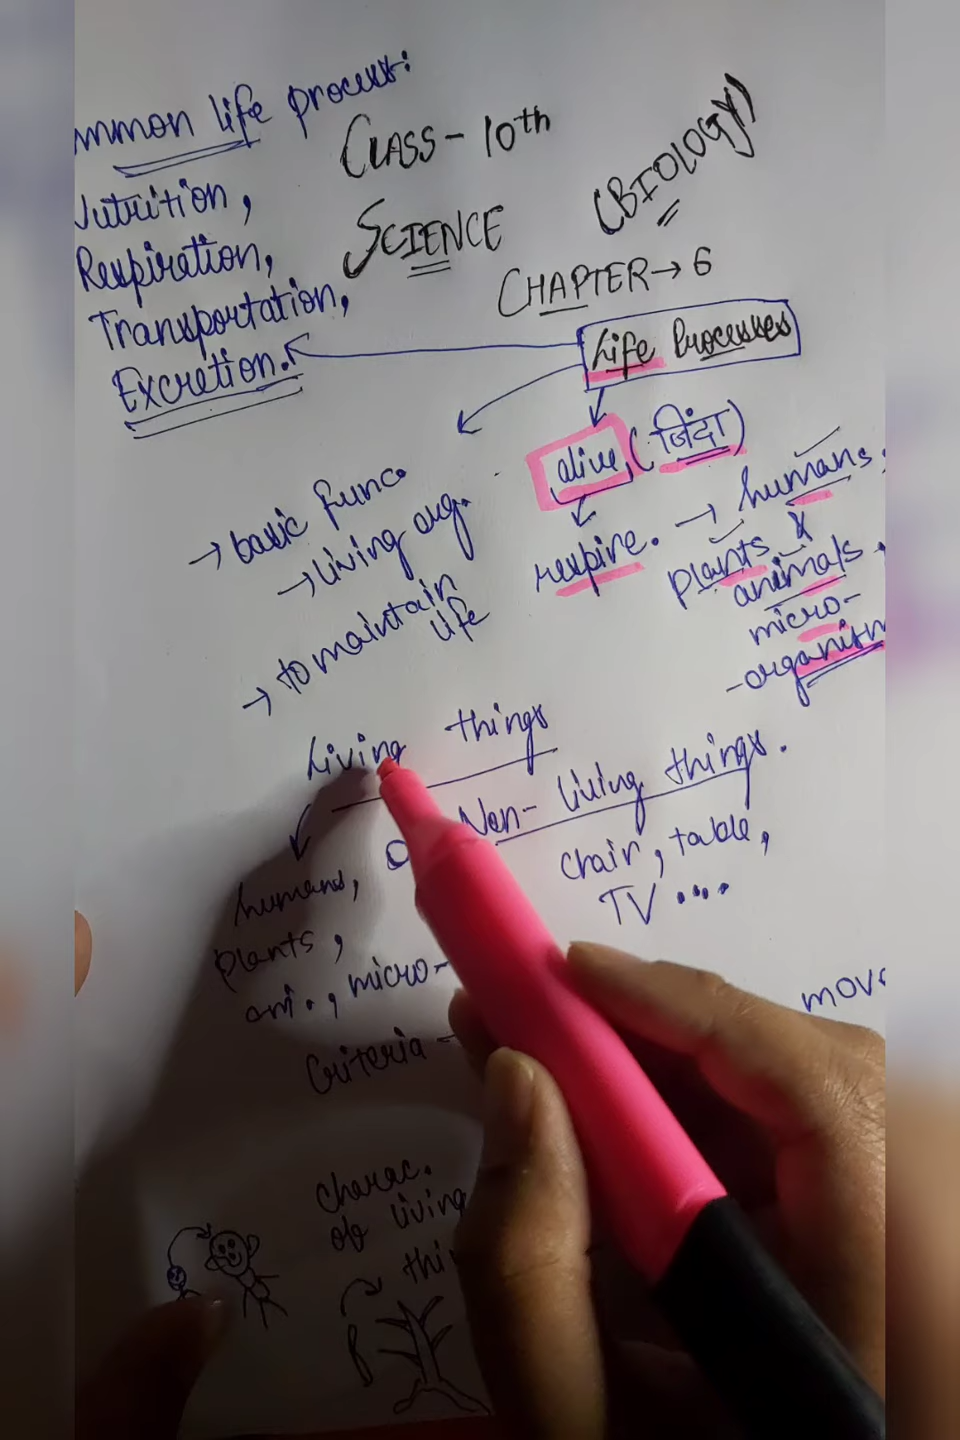 mmon life process:
Nutrition,
Respiration,
Transportation,
Excretion.
CLASS - 10th
SCIENCE (BIOLOGY)
CHAPTER → 6
Life Processes
alive (जिंदा)
respire. → humans,
plants &
animals,
micro-
-organism
→ basic func.
→ living org.
→ to maintain
life
Living things
Non-living things.
humans,
plants,
ani., micro-
chair, table,
TV ....
Criteria -
move
charac.
of living
thi